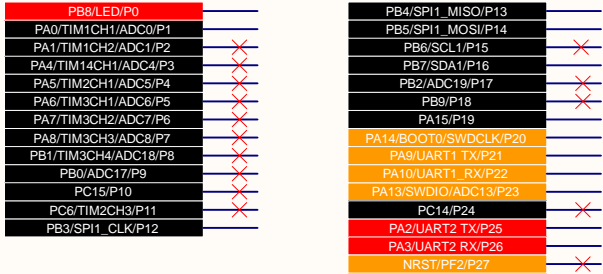 PB8/LED/P0
PA0/TIM1CH1/ADC0/P1
PA1/TIM1CH2/ADC1/P2
PA4/TIM14CH1/ADC4/P3
PA5/TIM2CH1/ADC5/P4
PA6/TIM3CH1/ADC6/P5
PA7/TIM3CH2/ADC7/P6
PA8/TIM3CH3/ADC8/P7
PB1/TIM3CH4/ADC18/P8
PB0/ADC17/P9
PC15/P10
PC6/TIM2CH3/P11
PB3/SPI1_CLK/P12
PB4/SPI1_MISO/P13
PB5/SPI1_MOSI/P14
PB6/SCL1/P15
PB7/SDA1/P16
PB2/ADC19/P17
PB9/P18
PA15/P19
PA14/BOOT0/SWDCLK/P20
PA9/UART1 TX/P21
PA10/UART1_RX/P22
PA13/SWDIO/ADC13/P23
PC14/P24
PA2/UART2 TX/P25
PA3/UART2 RX/P26
NRST/PF2/P27